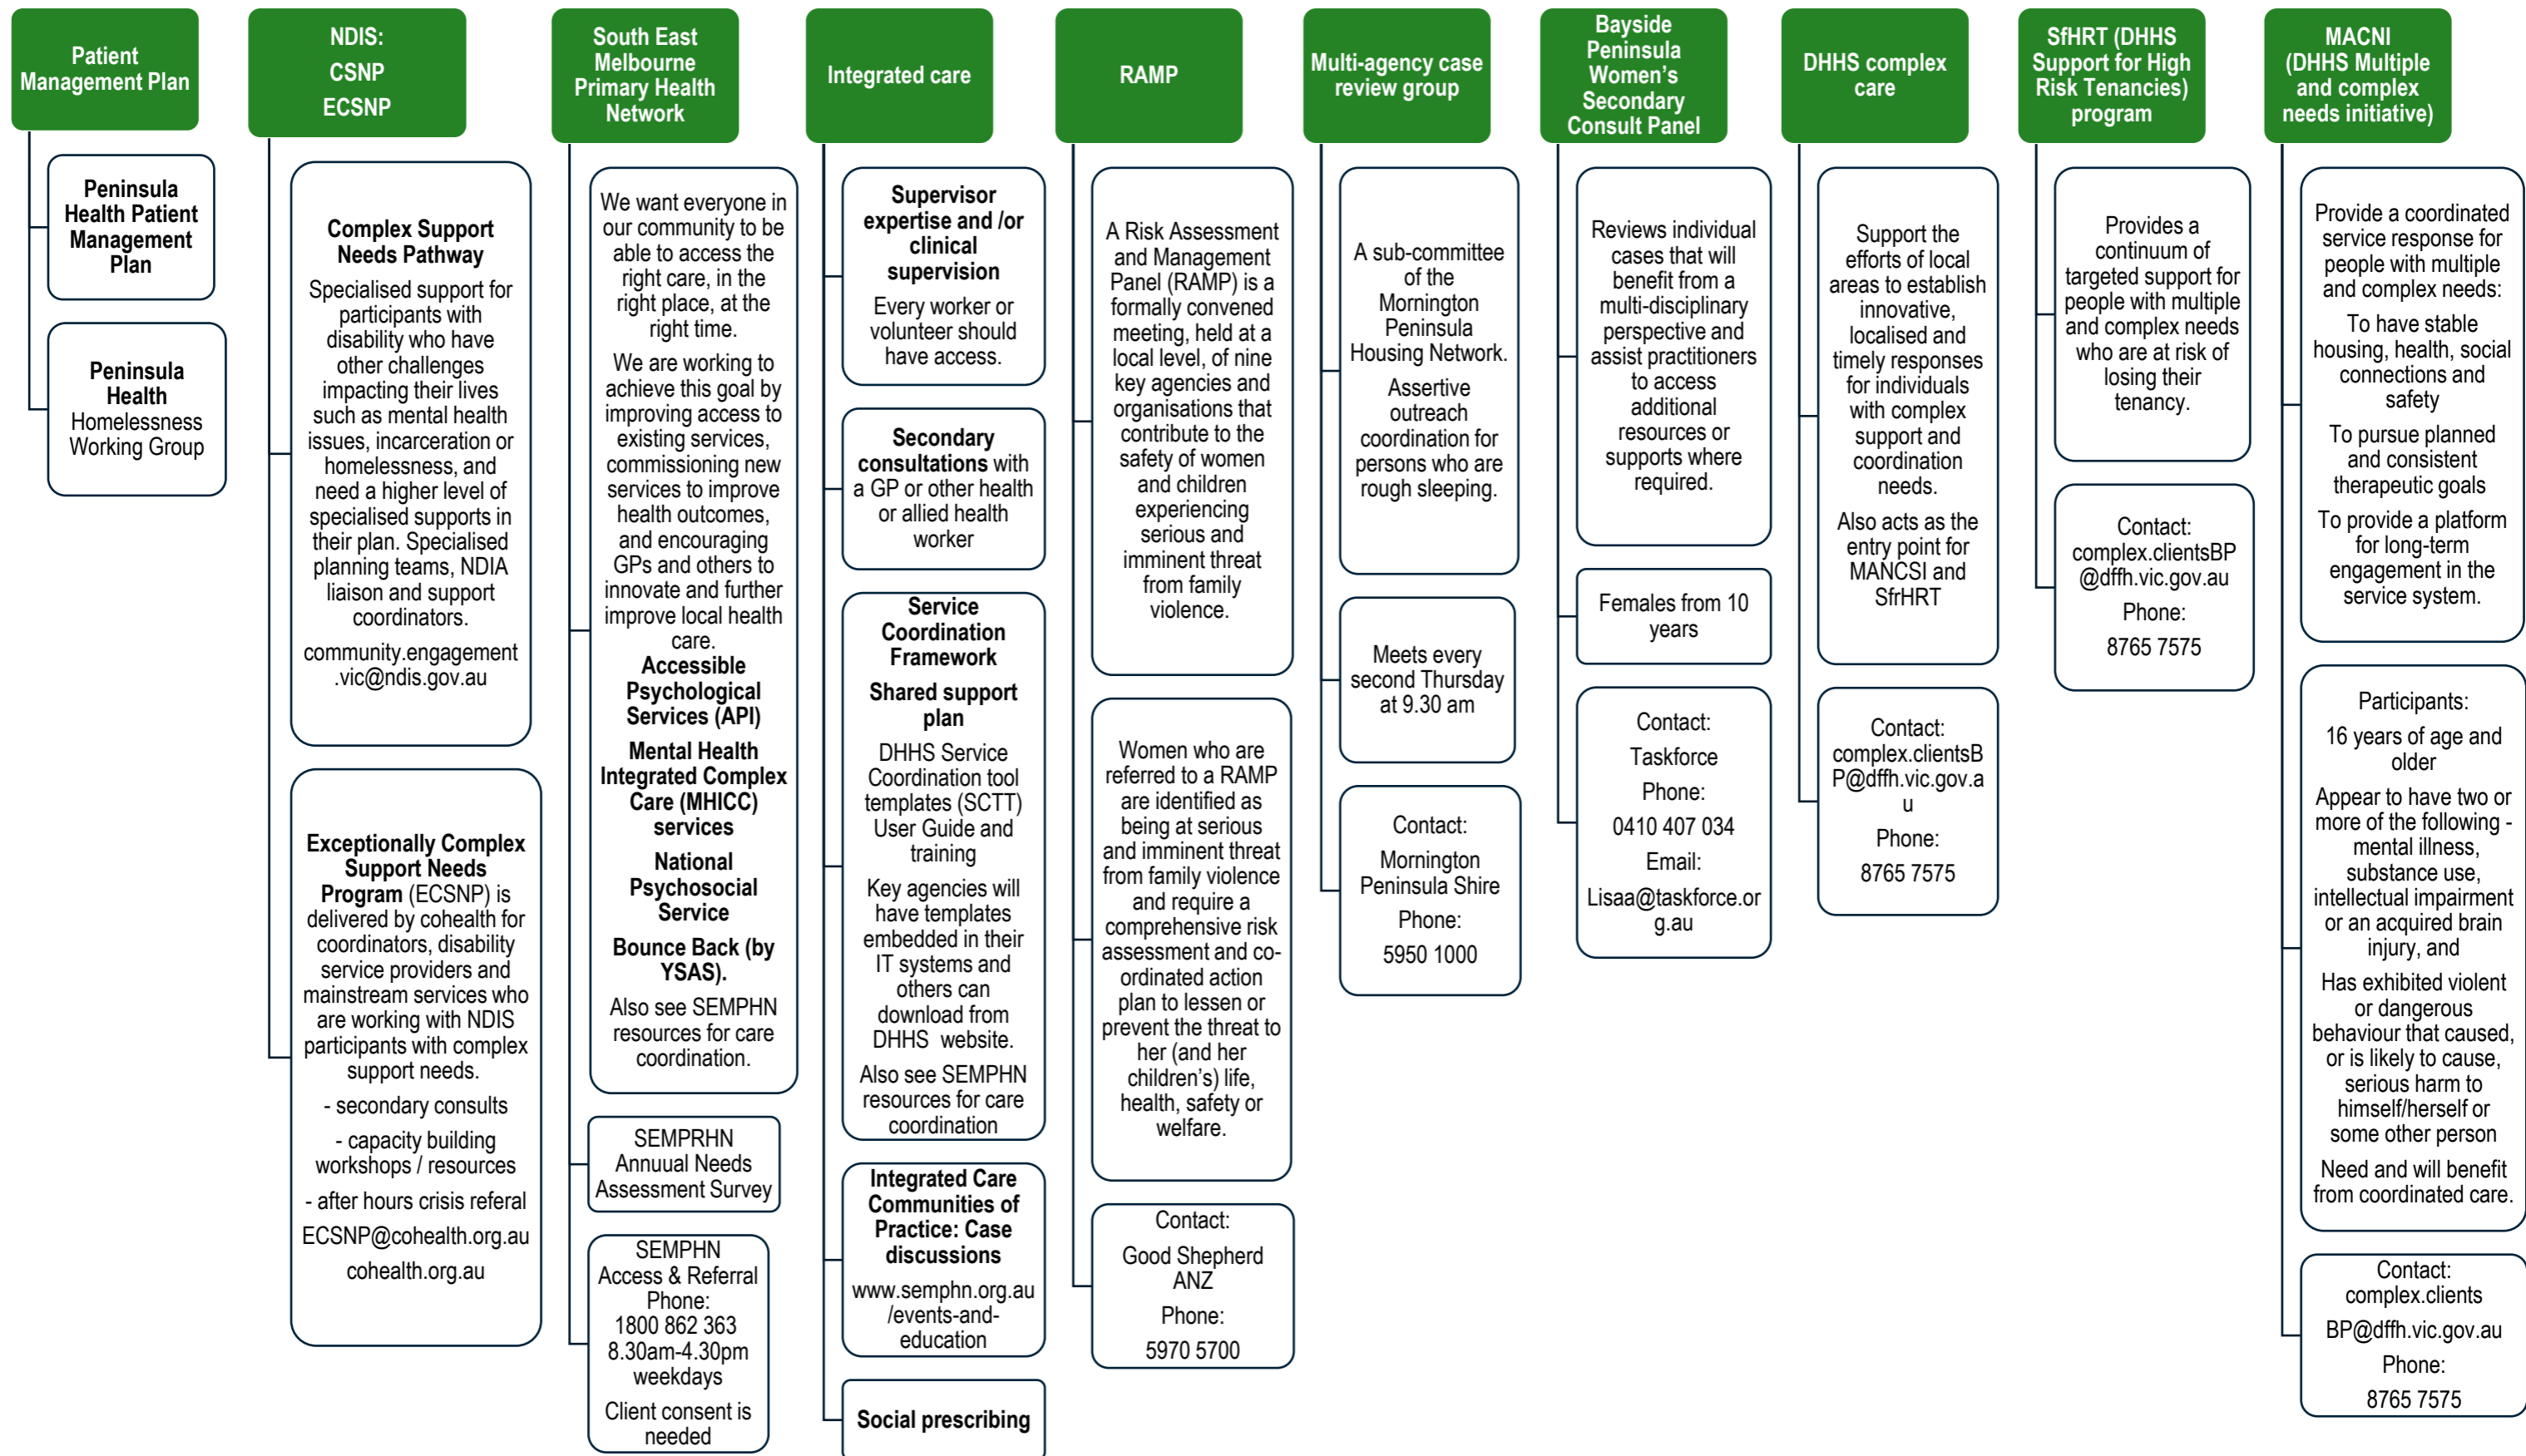 Patient
Management Plan
Peninsula
Health Patient
Management
Plan
Peninsula
Health
Homelessness
Working Group
NDIS:
CSNP
ECSNP
Complex Support
Needs Pathway
Specialised support for
participants with
disability who have
other challenges
impacting their lives
such as mental health
issues, incarceration or
homelessness, and
need a higher level of
specialised supports in
their plan. Specialised
planning teams, NDIA
liaison and support
coordinators.
community.engagement
.vic@ndis.gov.au
Exceptionally Complex
Support Needs
Program (ECSNP) is
delivered by cohealth for
coordinators, disability
service providers and
mainstream services who
are working with NDIS
participants with complex
support needs.
- secondary consults
- capacity building
workshops / resources
- after hours crisis referal
ECSNP@cohealth.org.au
cohealth.org.au
South East
Melbourne
Primary Health
Network
We want everyone in
our community to be
able to access the
right care, in the
right place, at the
right time.
We are working to
achieve this goal by
improving access to
existing services,
commissioning new
services to improve
health outcomes,
and encouraging
GPs and others to
innovate and further
improve local health
care.
Accessible
Psychological
Services (API)
Mental Health
Integrated Complex
Care (MHICC)
services
National
Psychosocial
Service
Bounce Back (by
YSAS).
Also see SEMPHN
resources for care
coordination.
SEMPRHN
Annuual Needs
Assessment Survey
SEMPHN
Access & Referral
Phone:
1800 862 363
8.30am-4.30pm
weekdays
Client consent is
needed
Integrated care
Supervisor
expertise and /or
clinical
supervision
Every worker or
volunteer should
have access.
Secondary
consultations with
a GP or other health
or allied health
worker
Service
Coordination
Framework
Shared support
plan
DHHS Service
Coordination tool
templates (SCTT)
User Guide and
training
Key agencies will
have templates
embedded in their
IT systems and
others can
download from
DHHS website.
Also see SEMPHN
resources for care
coordination
Integrated Care
Communities of
Practice: Case
discussions
www.semphn.org.au
/events-and-
education
Social prescribing
RAMP
A Risk Assessment
and Management
Panel (RAMP) is a
formally convened
meeting, held at a
local level, of nine
key agencies and
organisations that
contribute to the
safety of women
and children
experiencing
serious and
imminent threat
from family
violence.
Women who are
referred to a RAMP
are identified as
being at serious
and imminent threat
from family violence
and require a
comprehensive risk
assessment and co-
ordinated action
plan to lessen or
prevent the threat to
her (and her
children's) life,
health, safety or
welfare.
Contact:
Good Shepherd
ANZ
Phone:
5970 5700
Multi-agency case
review group
A sub-committee
of the
Mornington
Peninsula
Housing Network.
Assertive
outreach
coordination for
persons who are
rough sleeping.
Meets every
second Thursday
at 9.30 am
Contact:
Mornington
Peninsula Shire
Phone:
5950 1000
Bayside
Peninsula
Women's
Secondary
Consult Panel
Reviews individual
cases that will
benefit from a
multi-disciplinary
perspective and
assist practitioners
to access
additional
resources or
supports where
required.
Females from 10
years
Contact:
Taskforce
Phone:
0410 407 034
Email:
Lisaa@taskforce.or
g.au
DHHS complex
care
Support the
efforts of local
areas to establish
innovative,
localised and
timely responses
for individuals
with complex
support and
coordination
needs.
Also acts as the
entry point for
MANCSI and
SfrHRT
Contact:
complex.clientsB
P@dffh.vic.gov.a
u
Phone:
8765 7575
SfHRT (DHHS
Support for High
Risk Tenancies)
program
Provides a
continuum of
targeted support for
people with multiple
and complex needs
who are at risk of
losing their
tenancy.
Contact:
complex.clientsBP
@dffh.vic.gov.au
Phone:
8765 7575
MACNI
(DHHS Multiple
and complex
needs initiative)
Provide a coordinated
service response for
people with multiple
and complex needs:
To have stable
housing, health, social
connections and
safety
To pursue planned
and consistent
therapeutic goals
To provide a platform
for long-term
engagement in the
service system.
Participants:
16 years of age and
older
Appear to have two or
more of the following -
mental illness,
substance use,
intellectual impairment
or an acquired brain
injury, and
Has exhibited violent
or dangerous
behaviour that caused,
or is likely to cause,
serious harm to
himself/herself or
some other person
Need and will benefit
from coordinated care.
Contact:
complex.clients
BP@dffh.vic.gov.au
Phone:
8765 7575